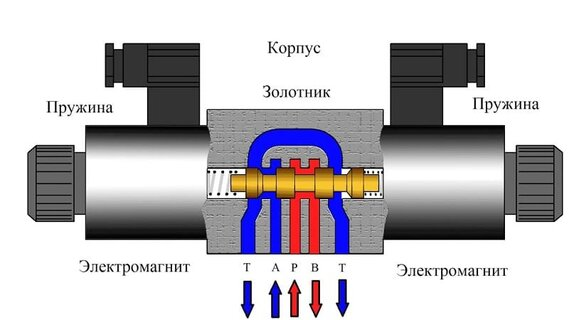 Корпус
Золотник
Пружина
Пружина
Электромагнит
Электромагнит
T A P B T